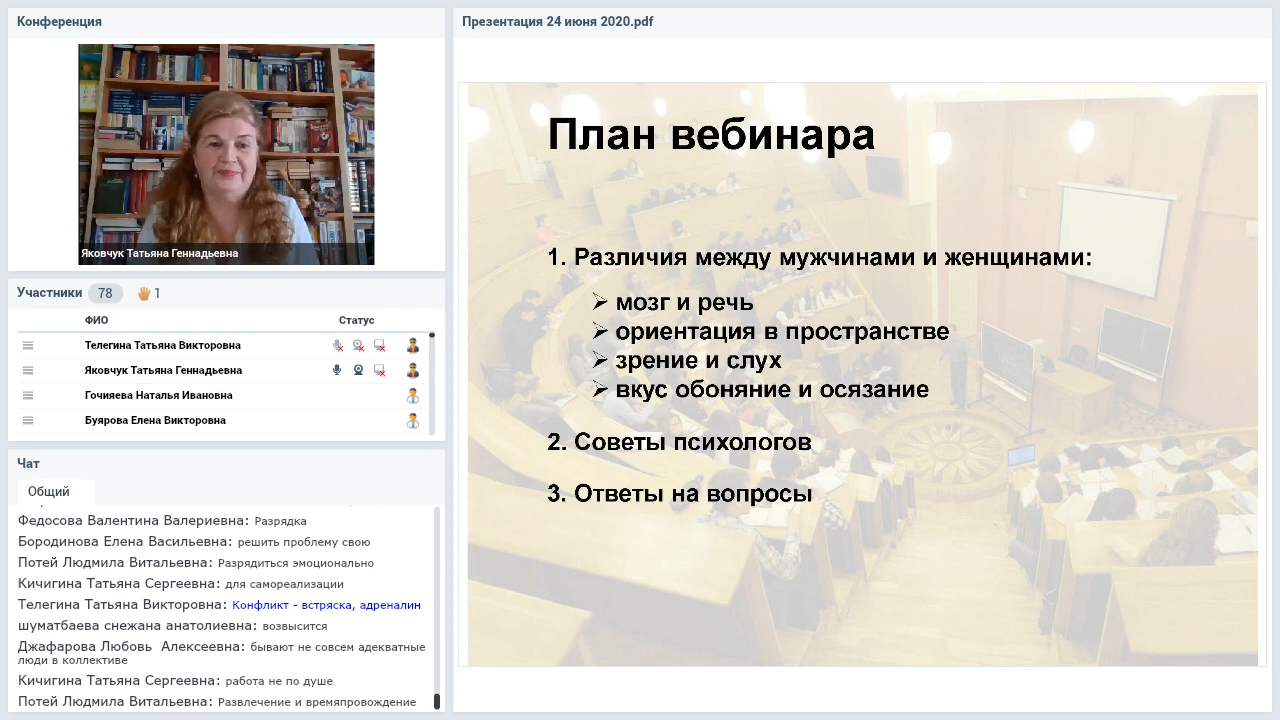 Конференция
Яковчук Татьяна Геннадьевна
Участники 78 1
ФИО Статус
Телегина Татьяна Викторовна
Яковчук Татьяна Геннадьевна
Гочияева Наталья Ивановна
Буярова Елена Викторовна
Чат
Общий
Федосова Валентина Валериевна: Разрядка
Бородинова Елена Васильевна: решить проблему свою
Потей Людмила Витальевна: Разрядиться эмоционально
Кичигина Татьяна Сергеевна: для самореализации
Телегина Татьяна Викторовна: Конфликт - встряска, адреналин
шуматбаева снежана анатолиевна: возвысится
Джафарова Любовь Алексеевна: бывают не совсем адекватные
люди в коллективе
Кичигина Татьяна Сергеевна: работа не по душе
Потей Людмила Витальевна: Развлечение и времяпровождение
Презентация 24 июня 2020.pdf
План вебинара
1. Различия между мужчинами и женщинами:
➢ мозг и речь
➢ ориентация в пространстве
➢ зрение и слух
➢ вкус обоняние и осязание
2. Советы психологов
3. Ответы на вопросы